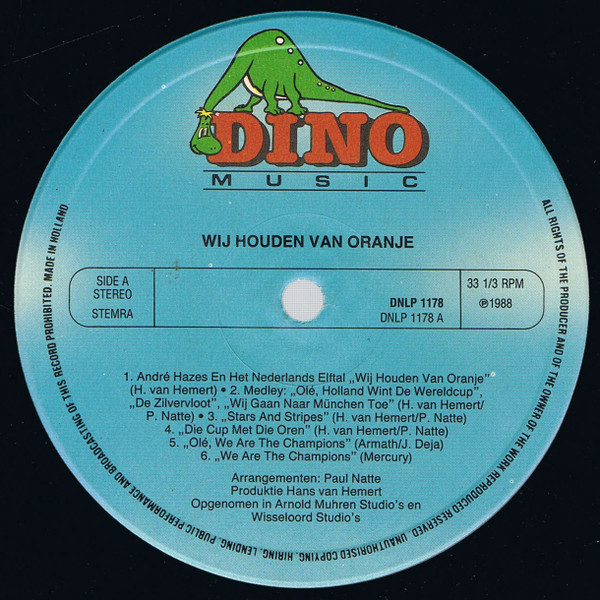 DINO
MUSIC
WIJ HOUDEN VAN ORANJE
SIDE A
STEREO
STEMRA
DNLP 1178
DNLP 1178 A
33 1/3 RPM
℗1988
1. André Hazes En Het Nederlands Elftal „Wij Houden Van Oranje”
(H. van Hemert) • 2. Medley: „Olé, Holland Wint De Wereldcup”,
„De Zilvervloot”, „Wij Gaan Naar München Toe” (H. van Hemert/
P. Natte) • 3. „Stars And Stripes” (H. van Hemert/P. Natte)
4. „Die Cup Met Die Oren” (H. van Hemert/P. Natte)
5. „Olé, We Are The Champions” (Armath/J. Deja)
6. „We Are The Champions” (Mercury)
Arrangementen: Paul Natte
Produktie Hans van Hemert
Opgenomen in Arnold Muhren Studio's en
Wisseloord Studio's
ALL RIGHTS OF THE PRODUCER AND OF THE OWNER OF THE WORK REPRODUCED RESERVED. UNAUTHORISED COPYING, HIRING, LENDING, PUBLIC PERFORMANCE AND BROADCASTING OF THIS RECORD PROHIBITED. MADE IN HOLLAND